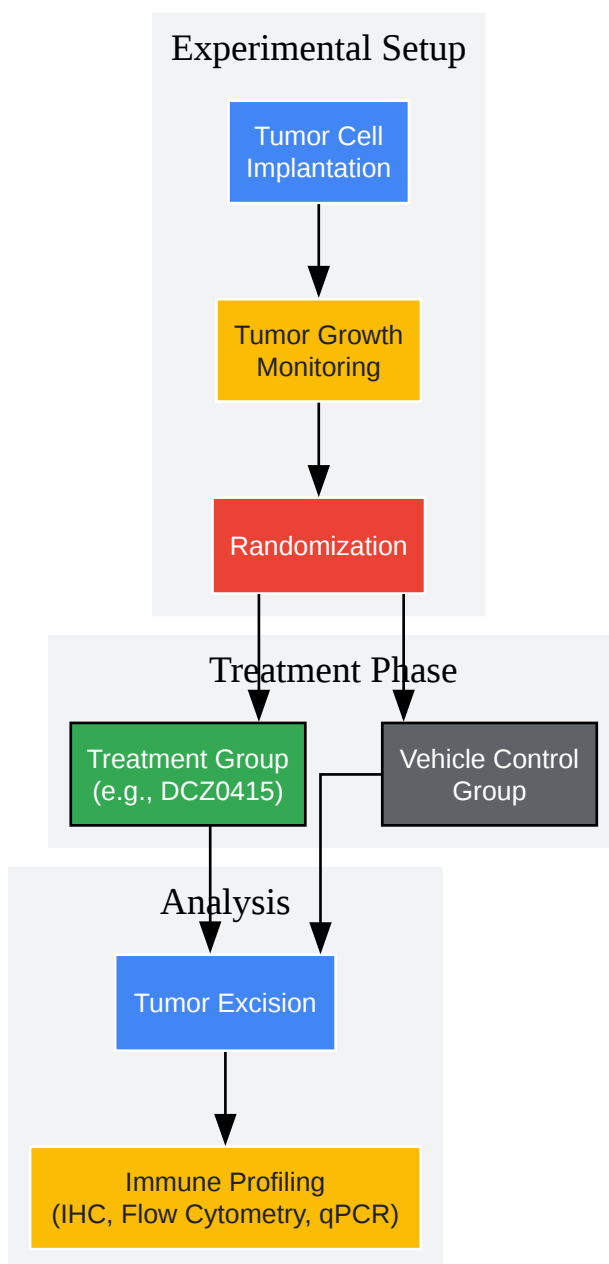 Experimental Setup
Tumor Cell
Implantation
Tumor Growth
Monitoring
Randomization
Treatment Phase
Treatment Group
(e.g., DCZ0415)
Vehicle Control
Group
Analysis
Tumor Excision
Immune Profiling
(IHC, Flow Cytometry, qPCR)